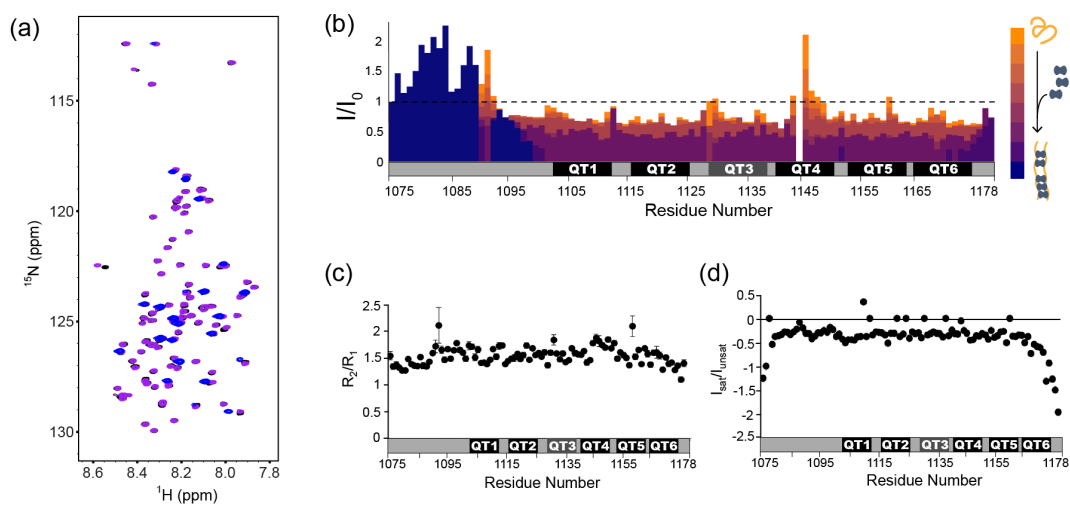 (a)
115
120
125
130
¹⁵N (ppm)
8.6 8.4 8.2 8.0 7.8
¹H (ppm)
(b)
2
1.5
1
0.5
0
I/I₀
QT1 QT2 QT3 QT4 QT5 QT6
1075 1085 1095 1105 1115 1125 1135 1145 1155 1165 1178
Residue Number
(c)
2.5
2
1.5
1
0.5
0
R₂/R₁
QT1 QT2 QT3 QT4 QT5 QT6
1075 1095 1115 1135 1155 1178
Residue Number
(d)
0.5
0
-0.5
-1
-1.5
-2
-2.5
Isat/Iunsat
QT1 QT2 QT3 QT4 QT5 QT6
1075 1095 1115 1135 1155 1178
Residue Number